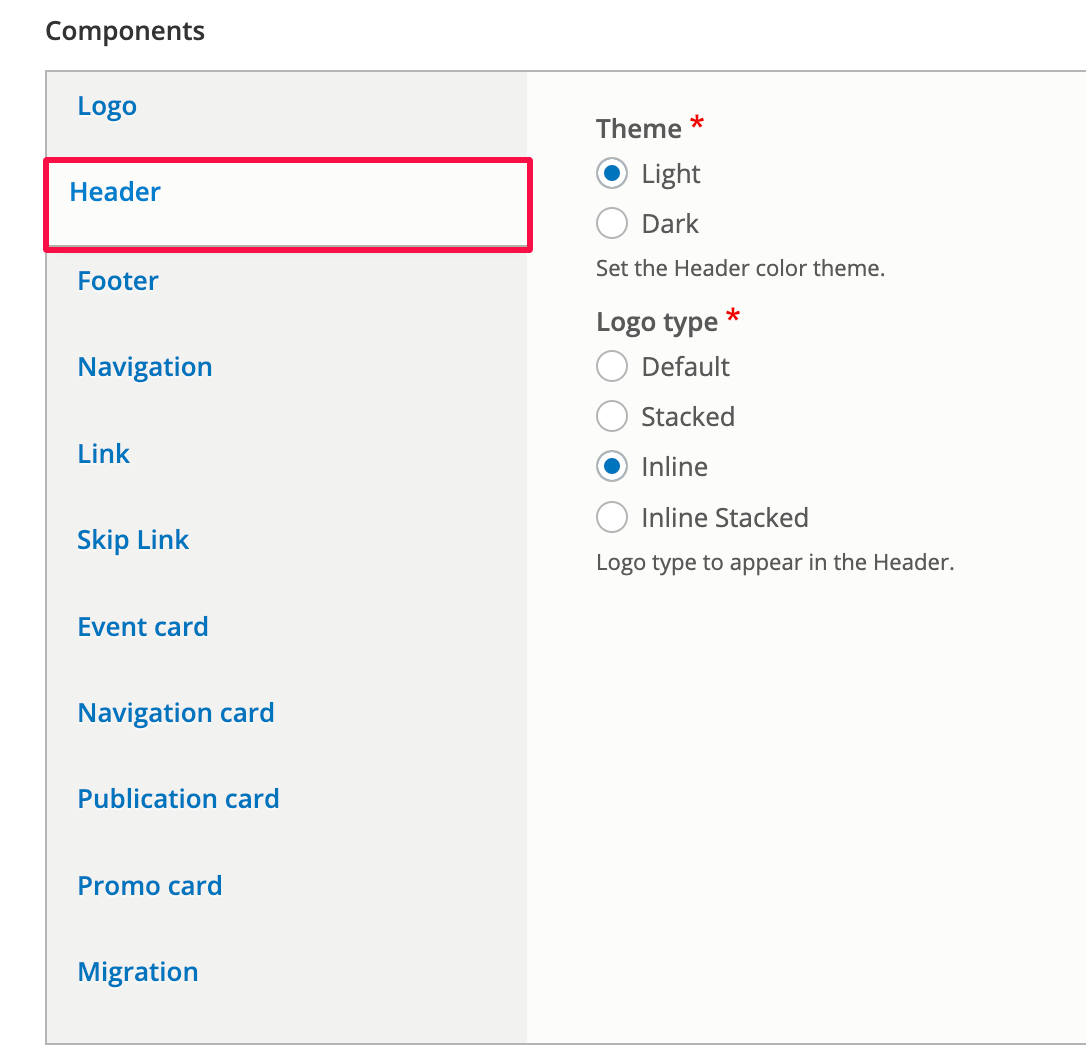 Components
Logo
Header
Footer
Navigation
Link
Skip Link
Event card
Navigation card
Publication card
Promo card
Migration
Theme *
Light
Dark
Set the Header color theme.
Logo type *
Default
Stacked
Inline
Inline Stacked
Logo type to appear in the Header.